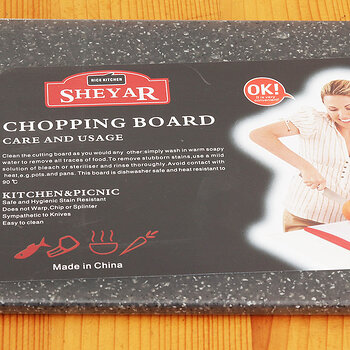 NICE KITCHEN
SHEYAR
OK!
CHOPPING BOARD
CARE AND USAGE
Clean the cutting board as you would any other:simply wash in warm soapy
water to remove all traces of food.To remove stubborn stains,use a mild
solution of bleach or steriliser and rinse thoroughly.Avoid contact with
heat,e.g.pots.and pans. This board is dishwasher safe and heat resistant to
90 ℃
KITCHEN&PICNIC
Safe and Hygienic Stain Resistant
Does not Warp,Chip or Splinter
Sympathetic to Knives
Easy to clean
Made in China